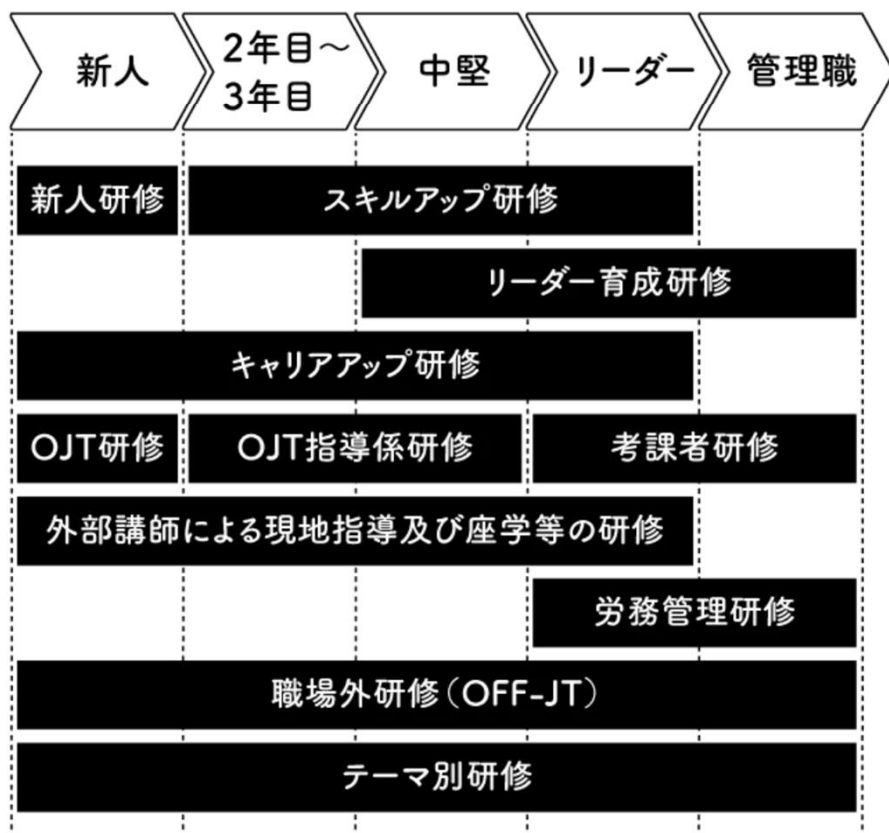 新人
2年目〜
3年目
中堅
リーダー
管理職
新人研修
スキルアップ研修
リーダー育成研修
キャリアアップ研修
OJT研修
OJT指導係研修
考課者研修
外部講師による現地指導及び座学等の研修
労務管理研修
職場外研修(OFF-JT)
テーマ別研修